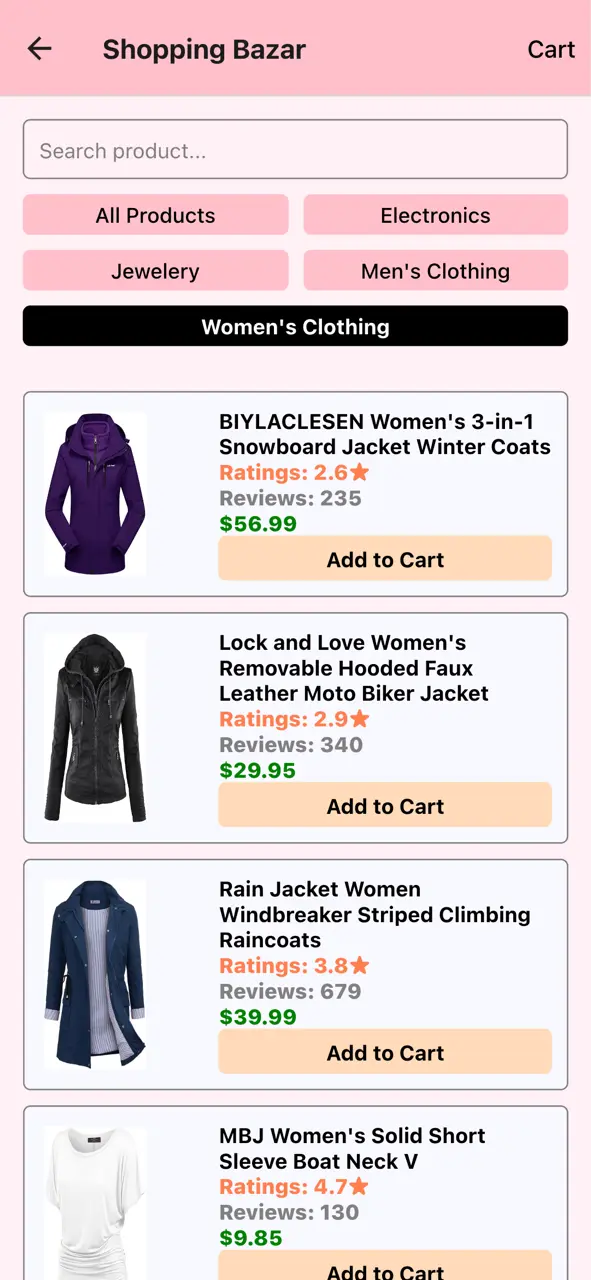 Shopping Bazar
Cart
Search product...
All Products
Electronics
Jewelery
Men's Clothing
Women's Clothing
BIYLACLESEN Women's 3-in-1
Snowboard Jacket Winter Coats
Ratings: 2.6★
Reviews: 235
$56.99
Add to Cart
Lock and Love Women's
Removable Hooded Faux
Leather Moto Biker Jacket
Ratings: 2.9★
Reviews: 340
$29.95
Add to Cart
Rain Jacket Women
Windbreaker Striped Climbing
Raincoats
Ratings: 3.8★
Reviews: 679
$39.99
Add to Cart
MBJ Women's Solid Short
Sleeve Boat Neck V
Ratings: 4.7★
Reviews: 130
$9.85
Add to Cart